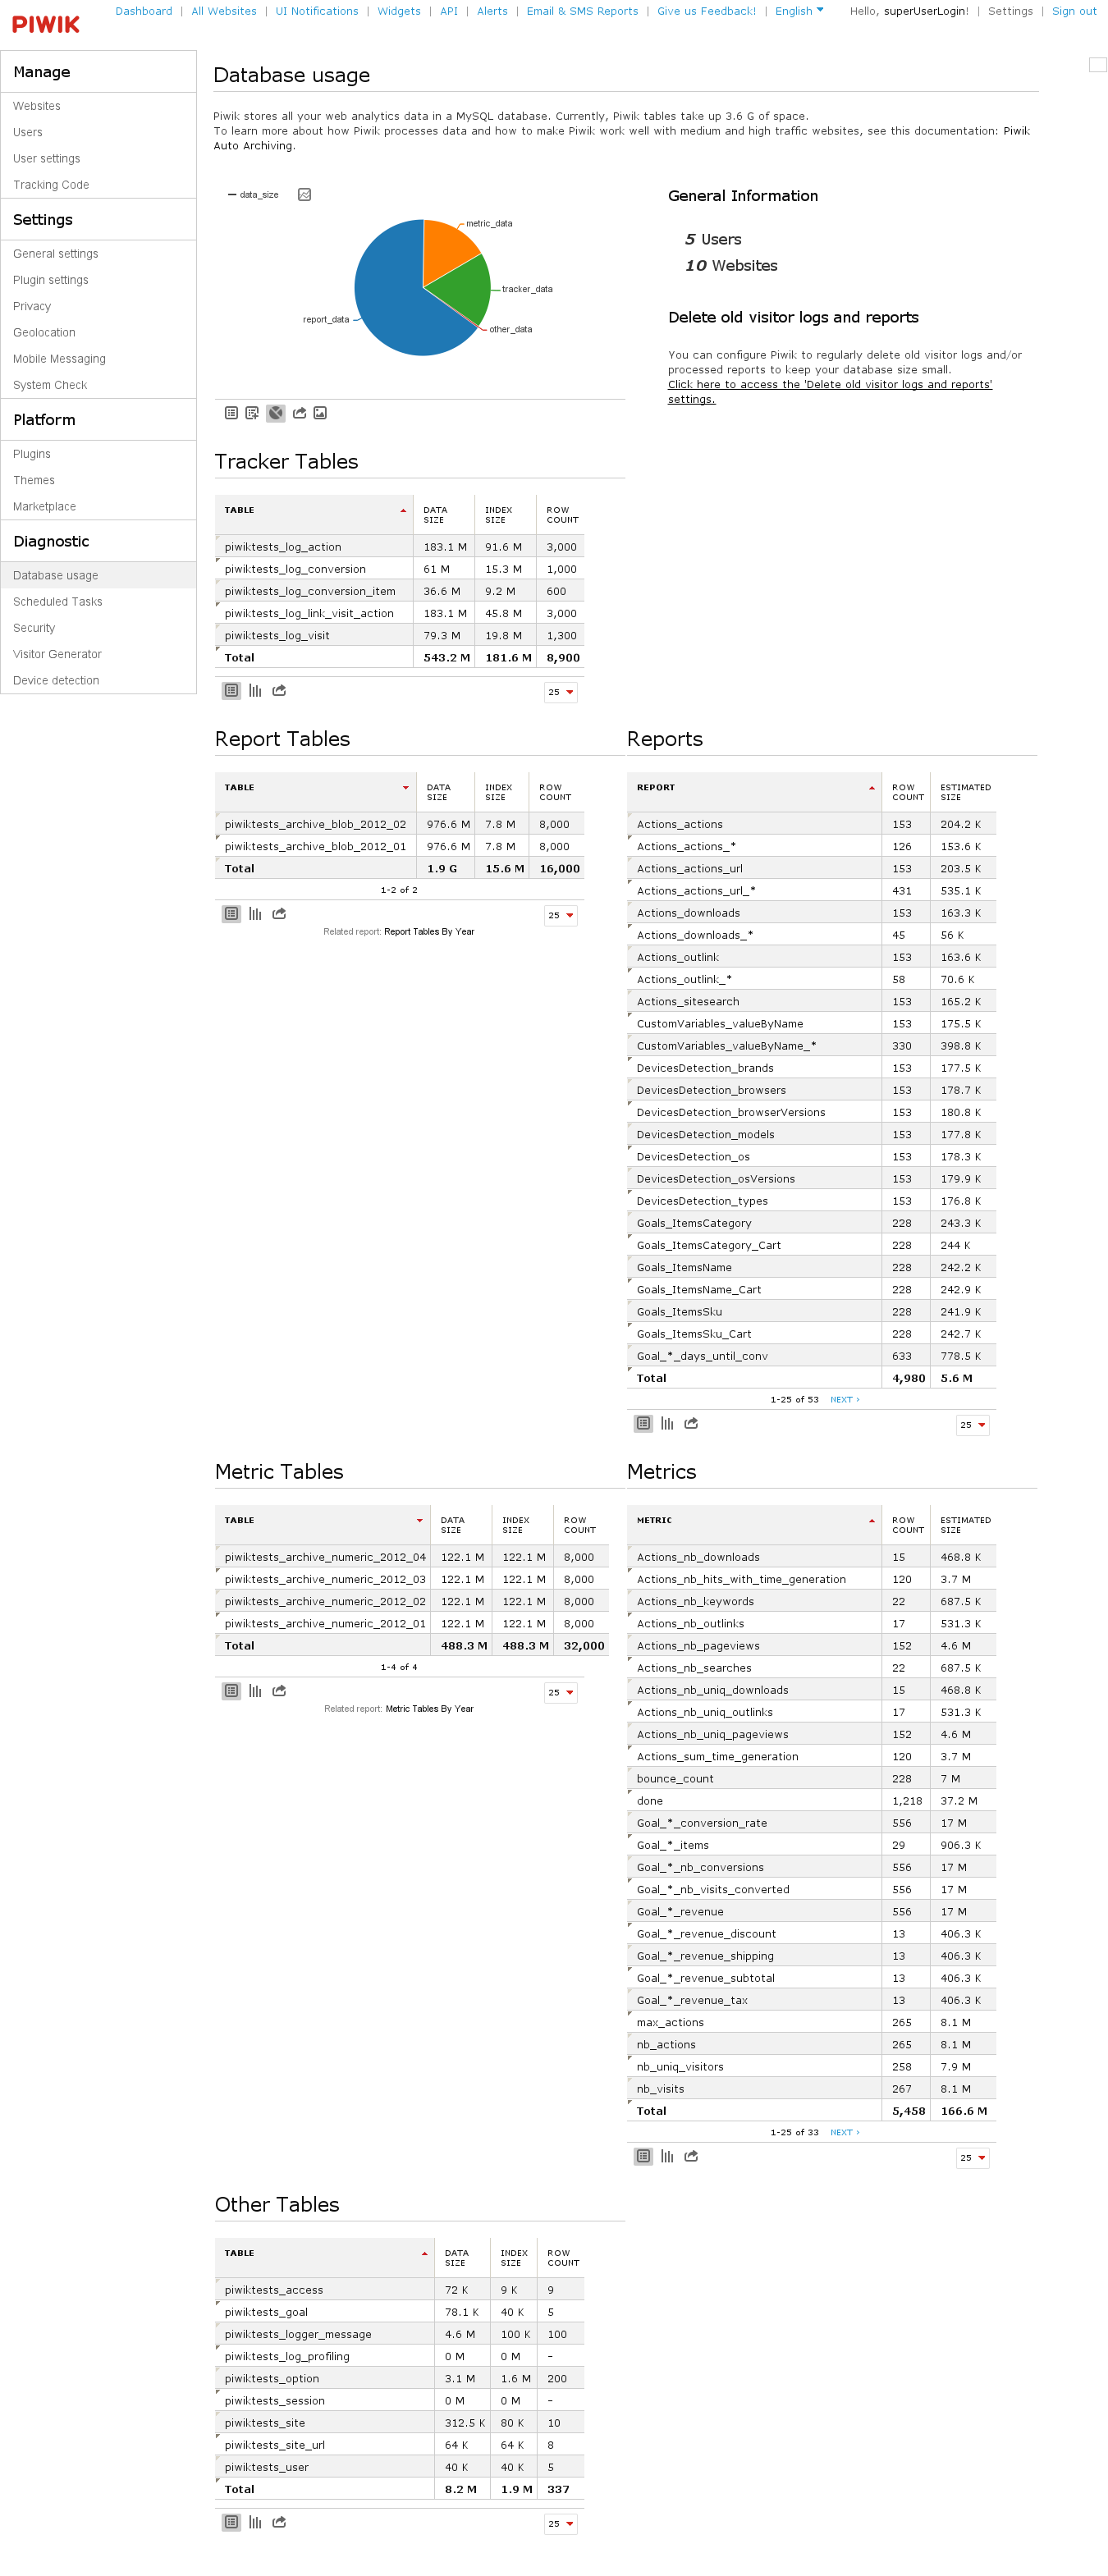 PIWIK
Dashboard | All Websites | UI Notifications | Widgets | API | Alerts | Email & SMS Reports | Give us Feedback! | English Hello, superUserLogin! | Settings | Sign out
Manage
Websites
Users
User settings
Tracking Code
Settings
General settings
Plugin settings
Privacy
Geolocation
Mobile Messaging
System Check
Platform
Plugins
Themes
Marketplace
Diagnostic
Database usage
Scheduled Tasks
Security
Visitor Generator
Device detection
Database usage
Piwik stores all your web analytics data in a MySQL database. Currently, Piwik tables take up 3.6 G of space.
To learn more about how Piwik processes data and how to make Piwik work well with medium and high traffic websites, see this documentation: Piwik
Auto Archiving.
data_size
metric_data
tracker_data
report_data
other_data
General Information
5 Users
10 Websites
Delete old visitor logs and reports
You can configure Piwik to regularly delete old visitor logs and/or
processed reports to keep your database size small.
Click here to access the 'Delete old visitor logs and reports'
settings.
Tracker Tables
TABLE DATA SIZE INDEX SIZE ROW COUNT
piwiktests_log_action 183.1 M 91.6 M 3,000
piwiktests_log_conversion 61 M 15.3 M 1,000
piwiktests_log_conversion_item 36.6 M 9.2 M 600
piwiktests_log_link_visit_action 183.1 M 45.8 M 3,000
piwiktests_log_visit 79.3 M 19.8 M 1,300
Total 543.2 M 181.6 M 8,900
25
Report Tables
TABLE DATA SIZE INDEX SIZE ROW COUNT
piwiktests_archive_blob_2012_02 976.6 M 7.8 M 8,000
piwiktests_archive_blob_2012_01 976.6 M 7.8 M 8,000
Total 1.9 G 15.6 M 16,000
1-2 of 2
25
Related report: Report Tables By Year
Reports
REPORT ROW COUNT ESTIMATED SIZE
Actions_actions 153 204.2 K
Actions_actions_* 126 153.6 K
Actions_actions_url 153 203.5 K
Actions_actions_url_* 431 535.1 K
Actions_downloads 153 163.3 K
Actions_downloads_* 45 56 K
Actions_outlink 153 163.6 K
Actions_outlink_* 58 70.6 K
Actions_sitesearch 153 165.2 K
CustomVariables_valueByName 153 175.5 K
CustomVariables_valueByName_* 330 398.8 K
DevicesDetection_brands 153 177.5 K
DevicesDetection_browsers 153 178.7 K
DevicesDetection_browserVersions 153 180.8 K
DevicesDetection_models 153 177.8 K
DevicesDetection_os 153 178.3 K
DevicesDetection_osVersions 153 179.9 K
DevicesDetection_types 153 176.8 K
Goals_ItemsCategory 228 243.3 K
Goals_ItemsCategory_Cart 228 244 K
Goals_ItemsName 228 242.2 K
Goals_ItemsName_Cart 228 242.9 K
Goals_ItemsSku 228 241.9 K
Goals_ItemsSku_Cart 228 242.7 K
Goal_*_days_until_conv 633 778.5 K
Total 4,980 5.6 M
1-25 of 53 NEXT ›
25
Metric Tables
TABLE DATA SIZE INDEX SIZE ROW COUNT
piwiktests_archive_numeric_2012_04 122.1 M 122.1 M 8,000
piwiktests_archive_numeric_2012_03 122.1 M 122.1 M 8,000
piwiktests_archive_numeric_2012_02 122.1 M 122.1 M 8,000
piwiktests_archive_numeric_2012_01 122.1 M 122.1 M 8,000
Total 488.3 M 488.3 M 32,000
1-4 of 4
25
Related report: Metric Tables By Year
Metrics
METRIC ROW COUNT ESTIMATED SIZE
Actions_nb_downloads 15 468.8 K
Actions_nb_hits_with_time_generation 120 3.7 M
Actions_nb_keywords 22 687.5 K
Actions_nb_outlinks 17 531.3 K
Actions_nb_pageviews 152 4.6 M
Actions_nb_searches 22 687.5 K
Actions_nb_uniq_downloads 15 468.8 K
Actions_nb_uniq_outlinks 17 531.3 K
Actions_nb_uniq_pageviews 152 4.6 M
Actions_sum_time_generation 120 3.7 M
bounce_count 228 7 M
done 1,218 37.2 M
Goal_*_conversion_rate 556 17 M
Goal_*_items 29 906.3 K
Goal_*_nb_conversions 556 17 M
Goal_*_nb_visits_converted 556 17 M
Goal_*_revenue 556 17 M
Goal_*_revenue_discount 13 406.3 K
Goal_*_revenue_shipping 13 406.3 K
Goal_*_revenue_subtotal 13 406.3 K
Goal_*_revenue_tax 13 406.3 K
max_actions 265 8.1 M
nb_actions 265 8.1 M
nb_uniq_visitors 258 7.9 M
nb_visits 267 8.1 M
Total 5,458 166.6 M
1-25 of 33 NEXT ›
25
Other Tables
TABLE DATA SIZE INDEX SIZE ROW COUNT
piwiktests_access 72 K 9 K 9
piwiktests_goal 78.1 K 40 K 5
piwiktests_logger_message 4.6 M 100 K 100
piwiktests_log_profiling 0 M 0 M -
piwiktests_option 3.1 M 1.6 M 200
piwiktests_session 0 M 0 M -
piwiktests_site 312.5 K 80 K 10
piwiktests_site_url 64 K 64 K 8
piwiktests_user 40 K 40 K 5
Total 8.2 M 1.9 M 337
25